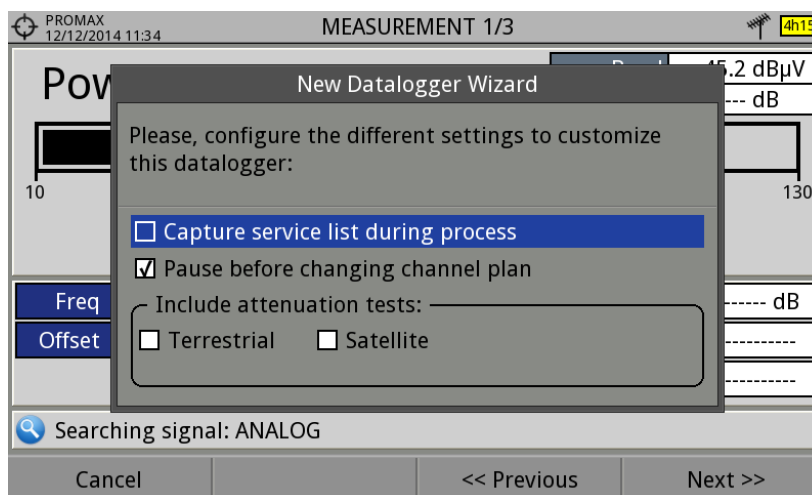 PROMAX
12/12/2014 11:34
MEASUREMENT 1/3
4h15
New Datalogger Wizard
.2 dBµV
--- dB
Please, configure the different settings to customize
this datalogger:
10
130
Capture service list during process
Pause before changing channel plan
Freq
Include attenuation tests:
------ dB
Offset
Terrestrial
Satellite
----------
----------
Searching signal: ANALOG
Cancel
<< Previous
Next >>